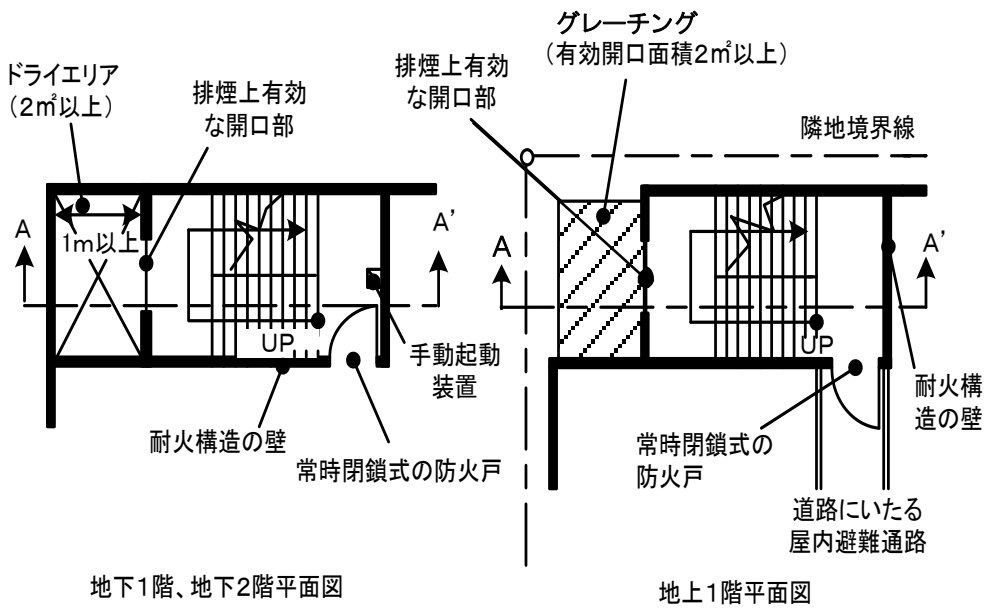 ドライエリア
（2㎡以上）
排煙上有効
な開口部
A
1m以上
A’
UP
手動起動
装置
耐火構造の壁
常時閉鎖式の防火戸
地下1階、地下2階平面図
グレーチング
（有効開口面積2㎡以上）
排煙上有効
な開口部
隣地境界線
A
A’
UP
耐火構
造の壁
常時閉鎖式の
防火戸
道路にいたる
屋内避難通路
地上1階平面図